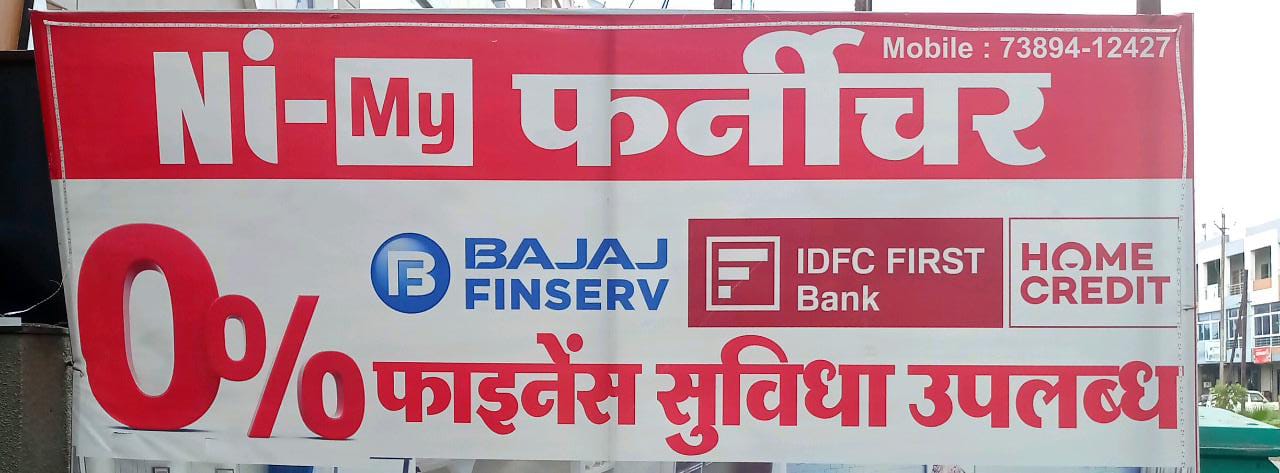 Mobile : 73894-12427
Ni-My फर्नीचर
BAJAJ FINSERV
IDFC FIRST Bank
HOME CREDIT
0% फाइनेंस सुविधा उपलब्ध